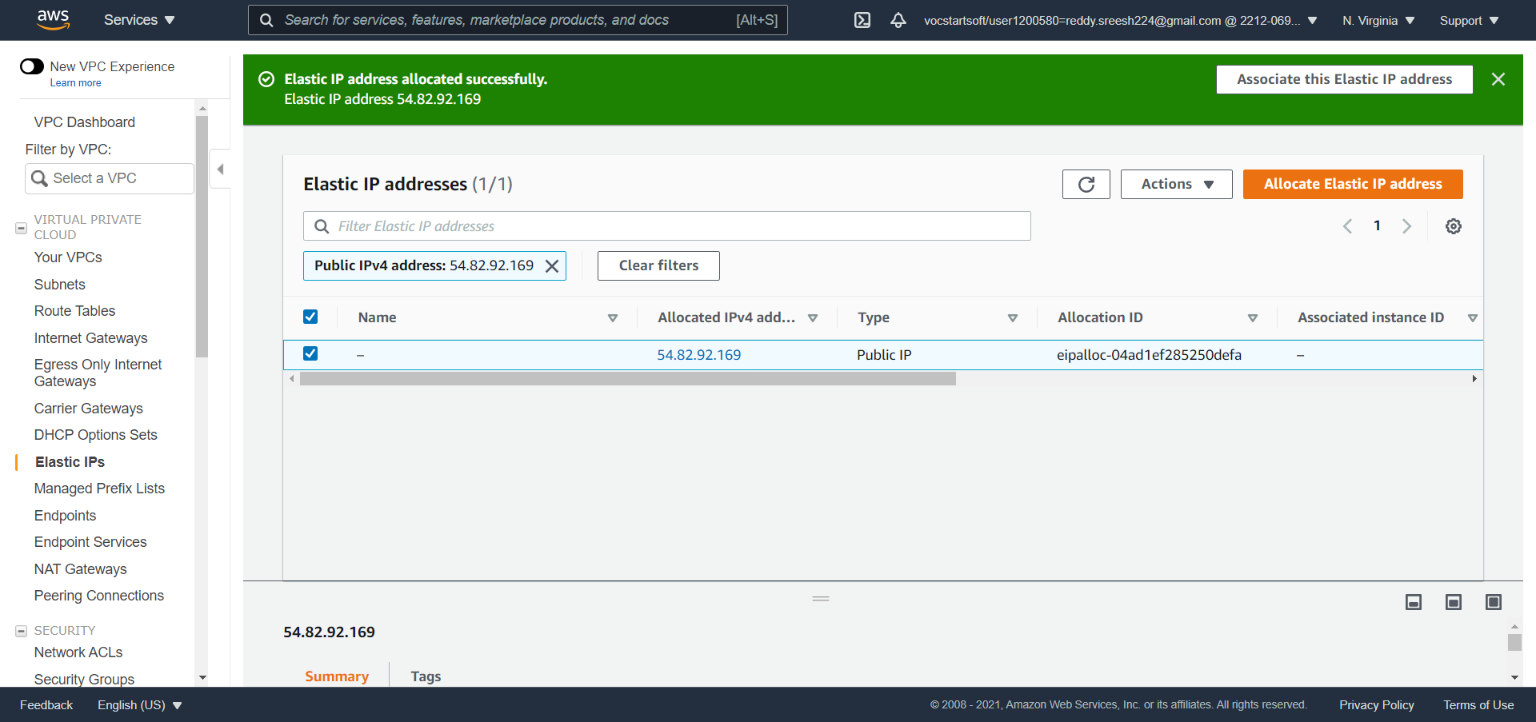 aws
Services
Search for services, features, marketplace products, and docs
[Alt+S]
vocstartsoft/user1200580=reddy.sreesh224@gmail.com @ 2212-069...
N. Virginia
Support
New VPC Experience
Learn more
VPC Dashboard
Filter by VPC:
Select a VPC
VIRTUAL PRIVATE
CLOUD
Your VPCs
Subnets
Route Tables
Internet Gateways
Egress Only Internet
Gateways
Carrier Gateways
DHCP Options Sets
Elastic IPs
Managed Prefix Lists
Endpoints
Endpoint Services
NAT Gateways
Peering Connections
SECURITY
Network ACLs
Security Groups
Elastic IP address allocated successfully.
Elastic IP address 54.82.92.169
Associate this Elastic IP address
Elastic IP addresses (1/1)
Actions
Allocate Elastic IP address
Filter Elastic IP addresses
1
Public IPv4 address: 54.82.92.169
Clear filters
Name
Allocated IPv4 add...
Type
Allocation ID
Associated instance ID
–
54.82.92.169
Public IP
eipalloc-04ad1ef285250defa
–
54.82.92.169
Summary
Tags
Feedback
English (US)
© 2008 - 2021, Amazon Web Services, Inc. or its affiliates. All rights reserved.
Privacy Policy
Terms of Use